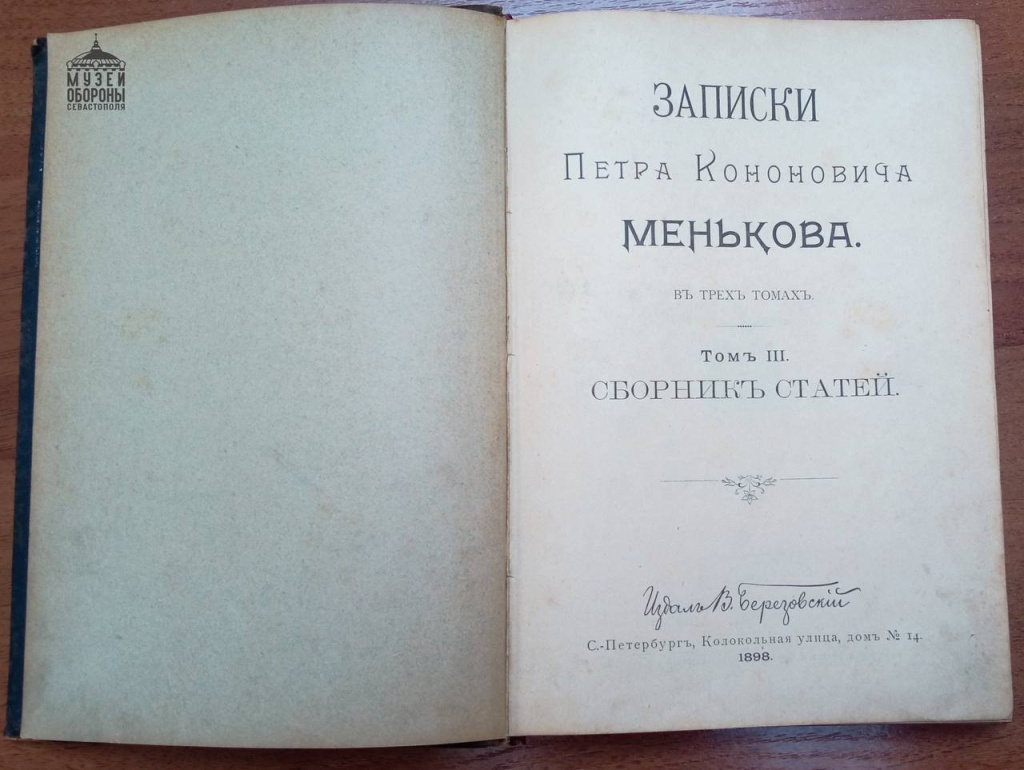 МУЗЕЙ
ОБОРОНЫ
СЕВАСТОПОЛЯ
ЗАПИСКИ
Петра Кононовича
МЕНЬКОВА.
ВЪ ТРЕХЪ ТОМАХЪ.
Томъ III.
СБОРНИКЪ СТАТЕЙ.
Издалъ В. Березовскій
С.-Петербургъ, Колокольная улица, домъ № 14.
1898.